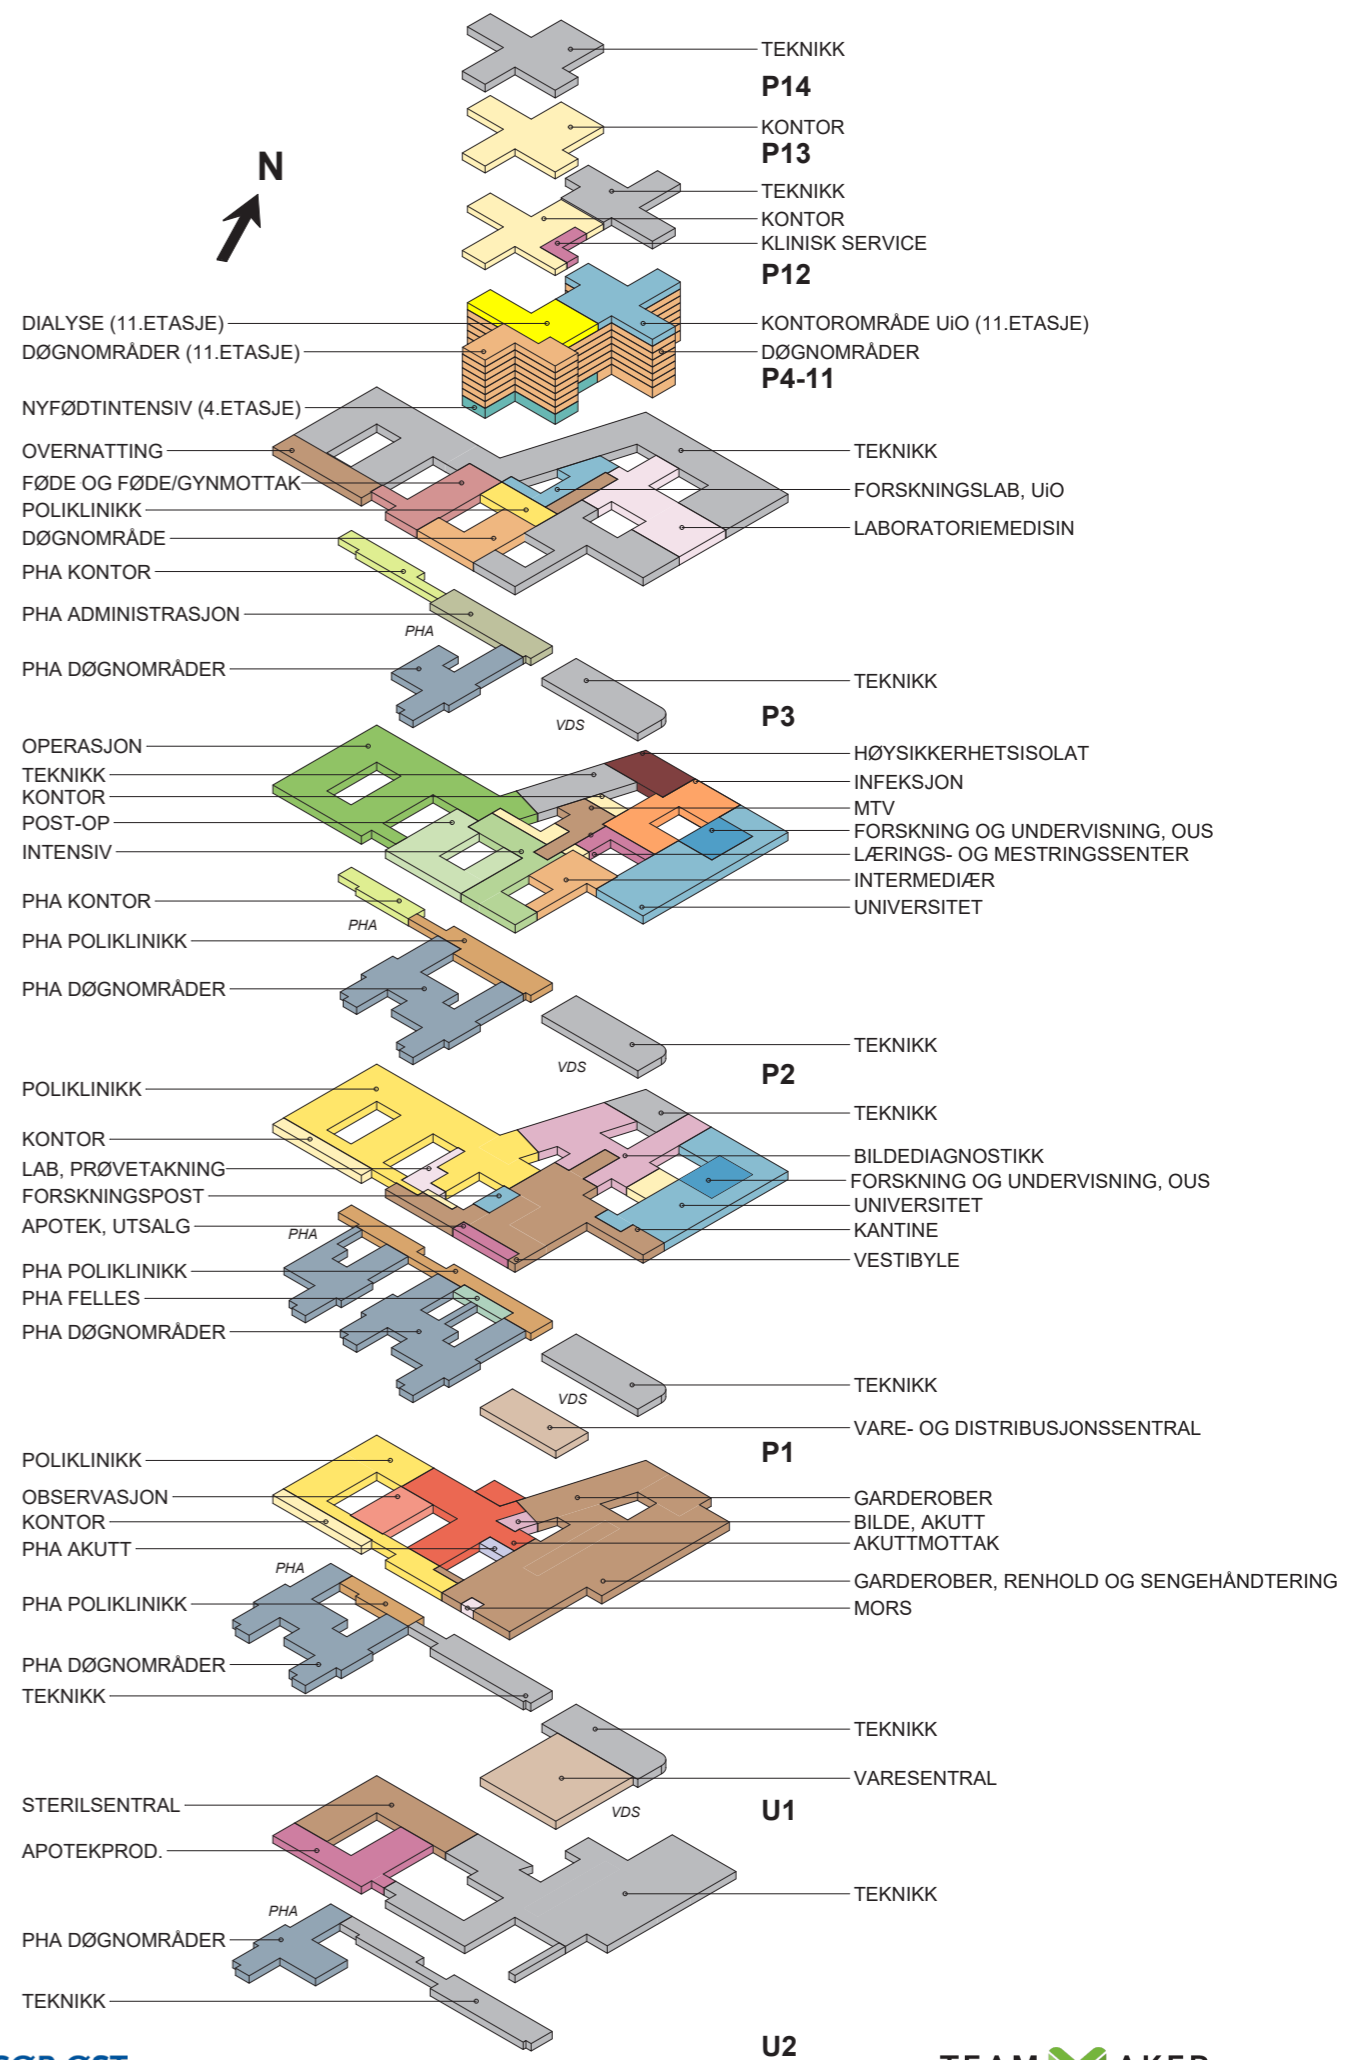 TEKNIKK
P14
KONTOR
P13
N
TEKNIKK
KONTOR
KLINISK SERVICE
P12
DIALYSE (11.ETASJE)
KONTOROMRÅDE UiO (11.ETASJE)
DØGNOMRÅDER (11.ETASJE)
DØGNOMRÅDER
P4-11
NYFØDTINTENSIV (4.ETASJE)
OVERNATTING
TEKNIKK
FØDE OG FØDE/GYNMOTTAK
FORSKNINGSLAB, UiO
POLIKLINIKK
LABORATORIEMEDISIN
DØGNOMRÅDE
PHA KONTOR
PHA ADMINISTRASJON
PHA
PHA DØGNOMRÅDER
TEKNIKK
P3
VDS
OPERASJON
HØYSIKKERHETSISOLAT
TEKNIKK
INFEKSJON
KONTOR
MTV
POST-OP
FORSKNING OG UNDERVISNING, OUS
INTENSIV
LÆRINGS- OG MESTRINGSSENTER
INTERMEDIÆR
PHA KONTOR
UNIVERSITET
PHA
PHA POLIKLINIKK
PHA DØGNOMRÅDER
TEKNIKK
VDS
P2
POLIKLINIKK
TEKNIKK
KONTOR
BILDEDIAGNOSTIKK
LAB, PRØVETAKNING
FORSKNING OG UNDERVISNING, OUS
FORSKNINGSPOST
UNIVERSITET
APOTEK, UTSALG
KANTINE
PHA
VESTIBYLE
PHA POLIKLINIKK
PHA FELLES
PHA DØGNOMRÅDER
TEKNIKK
VDS
VARE- OG DISTRIBUSJONSSENTRAL
P1
POLIKLINIKK
OBSERVASJON
GARDEROBER
KONTOR
BILDE, AKUTT
PHA AKUTT
AKUTTMOTTAK
PHA
GARDEROBER, RENHOLD OG SENGEHÅNDTERING
PHA POLIKLINIKK
MORS
PHA DØGNOMRÅDER
TEKNIKK
TEKNIKK
VARESENTRAL
STERILSENTRAL
VDS
U1
APOTEKPROD.
TEKNIKK
PHA
PHA DØGNOMRÅDER
TEKNIKK
U2
SØR-ØST
TEAM AKER